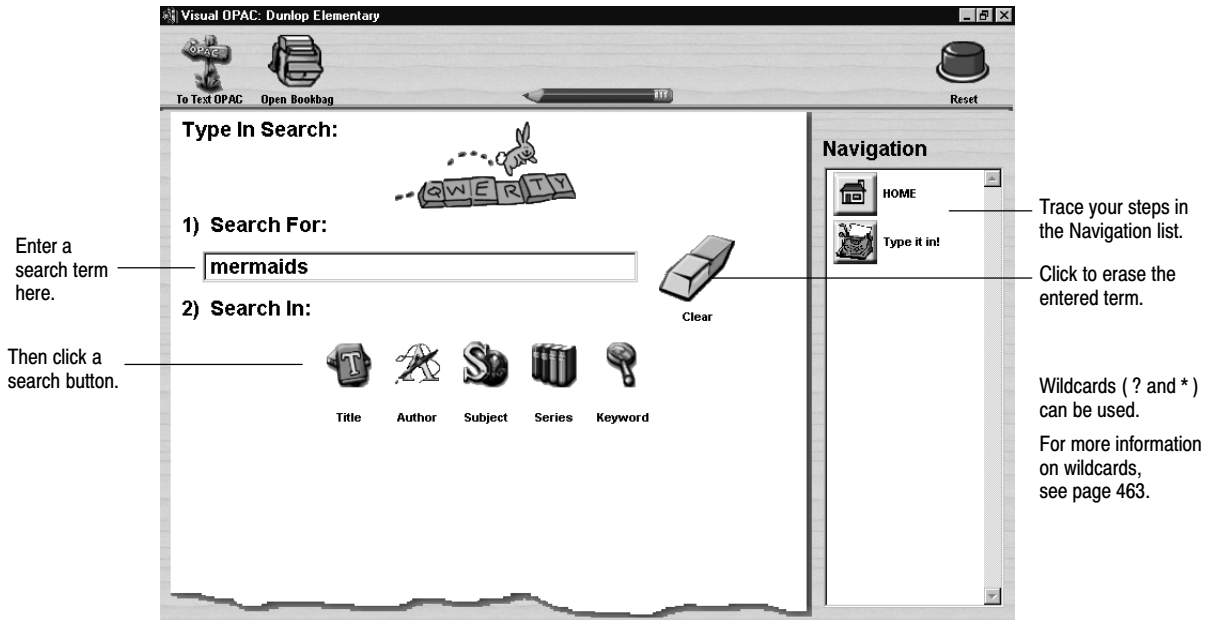 Visual OPAC: Dunlop Elementary
OPAC
To Text OPAC
Open Bookbag
Reset
Type In Search:
QWERTY
1) Search For:
mermaids
Clear
2) Search In:
T
A
Sb
Title
Author
Subject
Series
Keyword
Navigation
HOME
Type it in!
Enter a
search term
here.
Then click a
search button.
Trace your steps in
the Navigation list.
Click to erase the
entered term.
Wildcards ( ? and * )
can be used.
For more information
on wildcards,
see page 463.